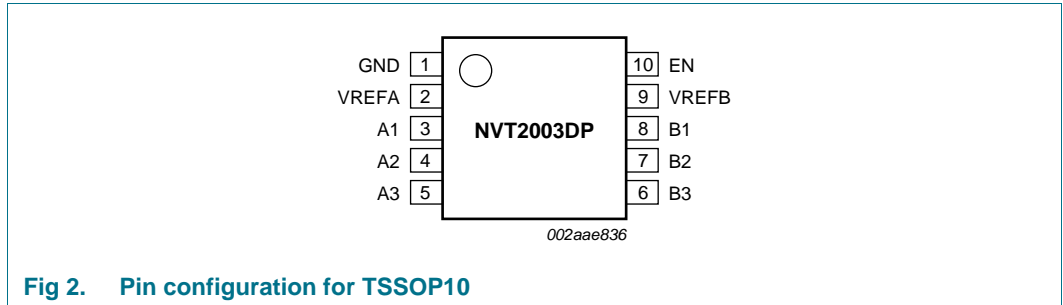 GND 1 10 EN
VREFA 2 9 VREFB
A1 3 NVT2003DP 8 B1
A2 4 7 B2
A3 5 6 B3
002aae836
Fig 2. Pin configuration for TSSOP10